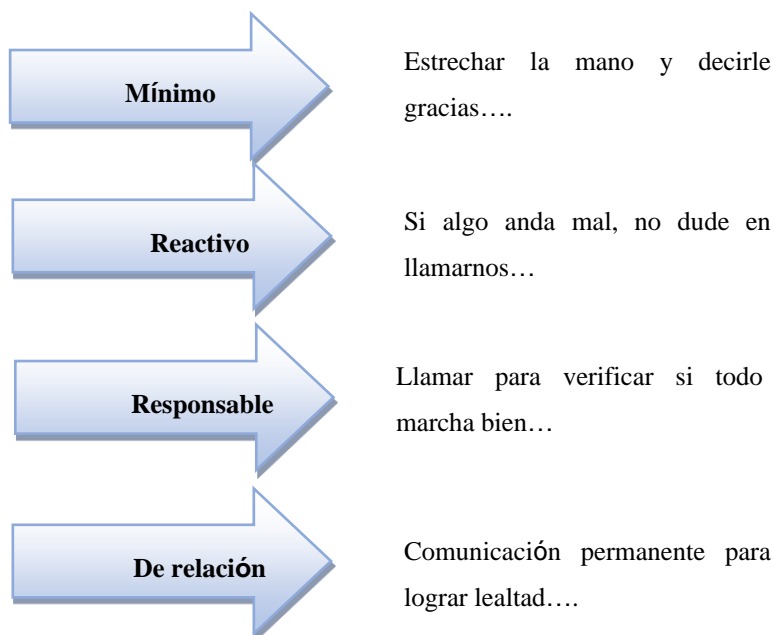 Mínimo
Estrechar la mano y decirle
gracias….
Reactivo
Si algo anda mal, no dude en
llamarnos…
Responsable
Llamar para verificar si todo
marcha bien…
De relación
Comunicación permanente para
lograr lealtad….